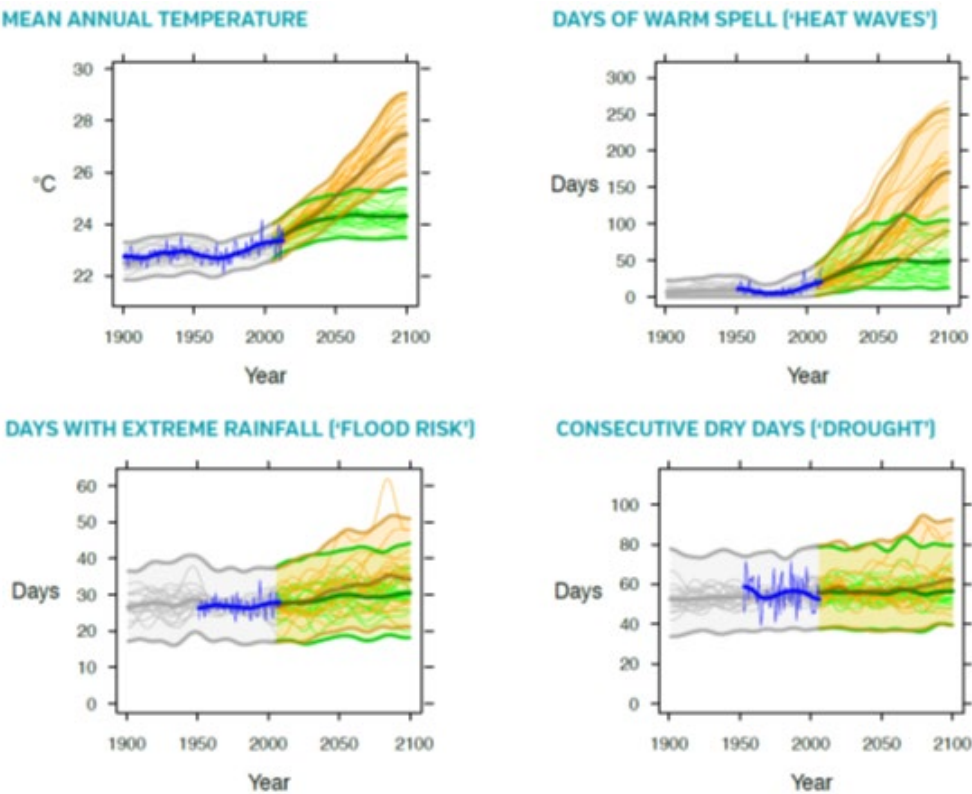 MEAN ANNUAL TEMPERATURE
30
28
26
°C
24
22
1900 1950 2000 2050 2100
Year
DAYS OF WARM SPELL ('HEAT WAVES')
300
250
200
Days 150
100
50
0
1900 1950 2000 2050 2100
Year
DAYS WITH EXTREME RAINFALL ('FLOOD RISK')
60
50
40
Days 30
20
10
0
1900 1950 2000 2050 2100
Year
CONSECUTIVE DRY DAYS ('DROUGHT')
100
80
Days 60
40
20
0
1900 1950 2000 2050 2100
Year